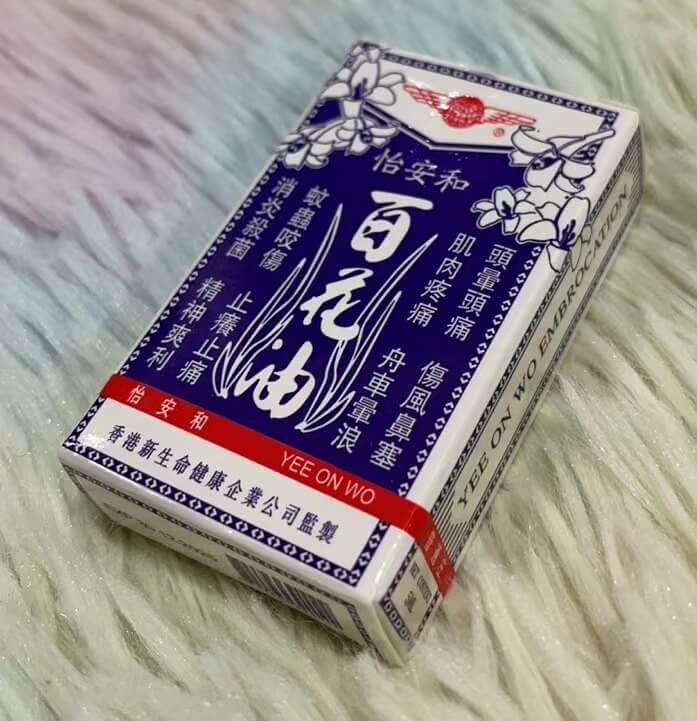 ®
怡安和
百花油
頭暈頭痛
肌肉疼痛
傷風鼻塞
舟車暈浪
蚊蟲咬傷
消炎殺菌
止癢止痛
精神爽利
怡安和 YEE ON WO
香港新生命健康企業公司監製
YEE ON WO EMBROCATION